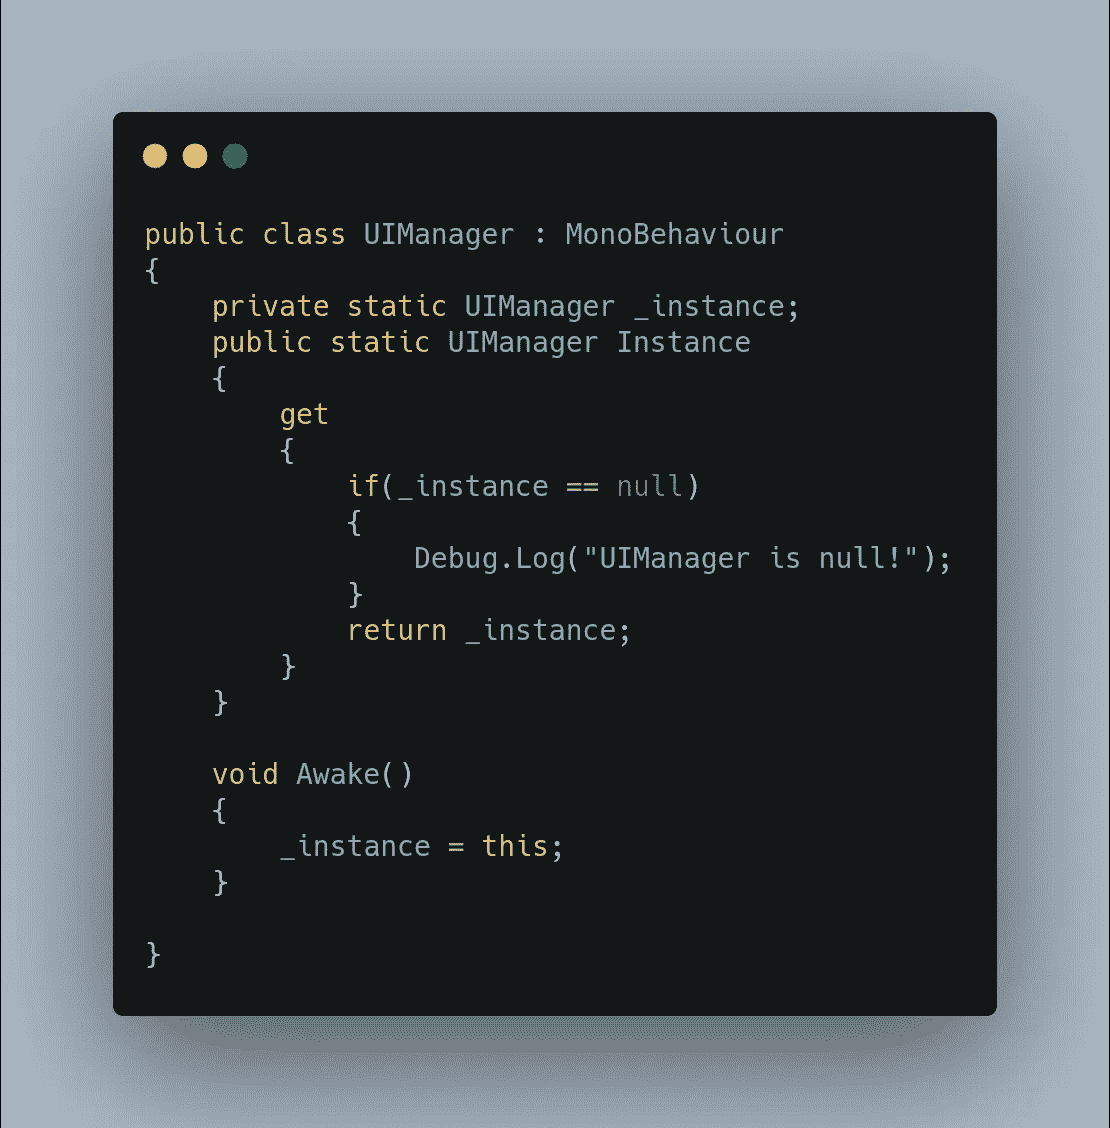 public class UIManager : MonoBehaviour
{
    private static UIManager _instance;
    public static UIManager Instance
    {
        get
        {
            if(_instance == null)
            {
                Debug.Log("UIManager is null!");
            }
            return _instance;
        }
    }

    void Awake()
    {
        _instance = this;
    }

}